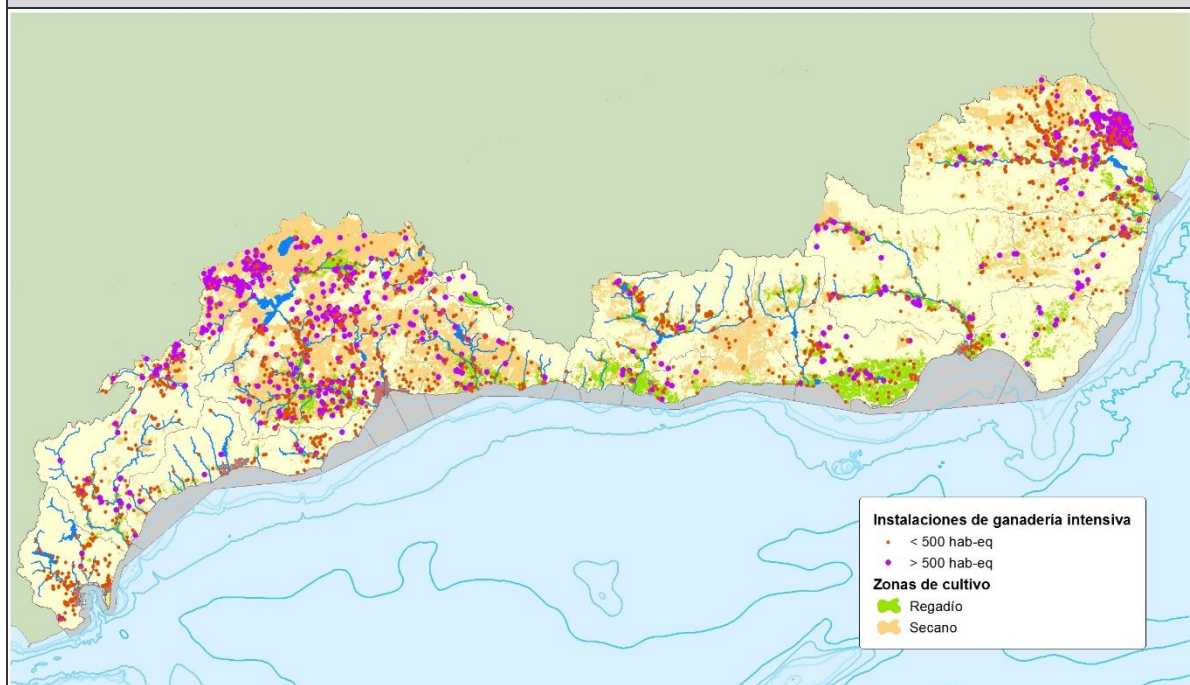 Instalaciones de ganadería intensiva
< 500 hab-eq
> 500 hab-eq
Zonas de cultivo
Regadío
Secano